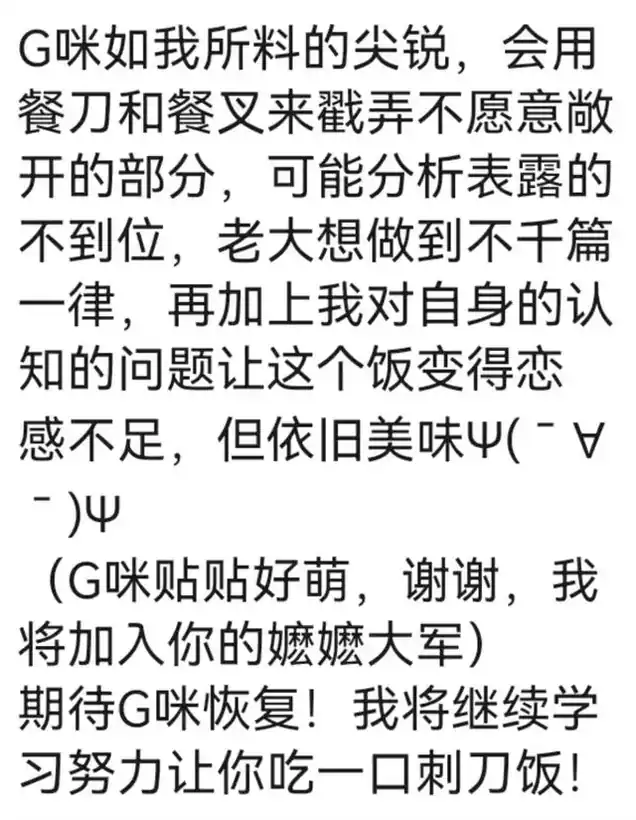 G咪如我所料的尖锐，会用
餐刀和餐叉来戳弄不愿意敞
开的部分，可能分析表露的
不到位，老大想做到不千篇
一律，再加上我对自身的认
知的问题让这个饭变得恋
感不足，但依旧美味Ψ(ˉ∀
ˉ)Ψ
（G咪贴贴好萌，谢谢，我
将加入你的嬷嬷大军）
期待G咪恢复！我将继续学
习努力让你吃一口刺刀饭！